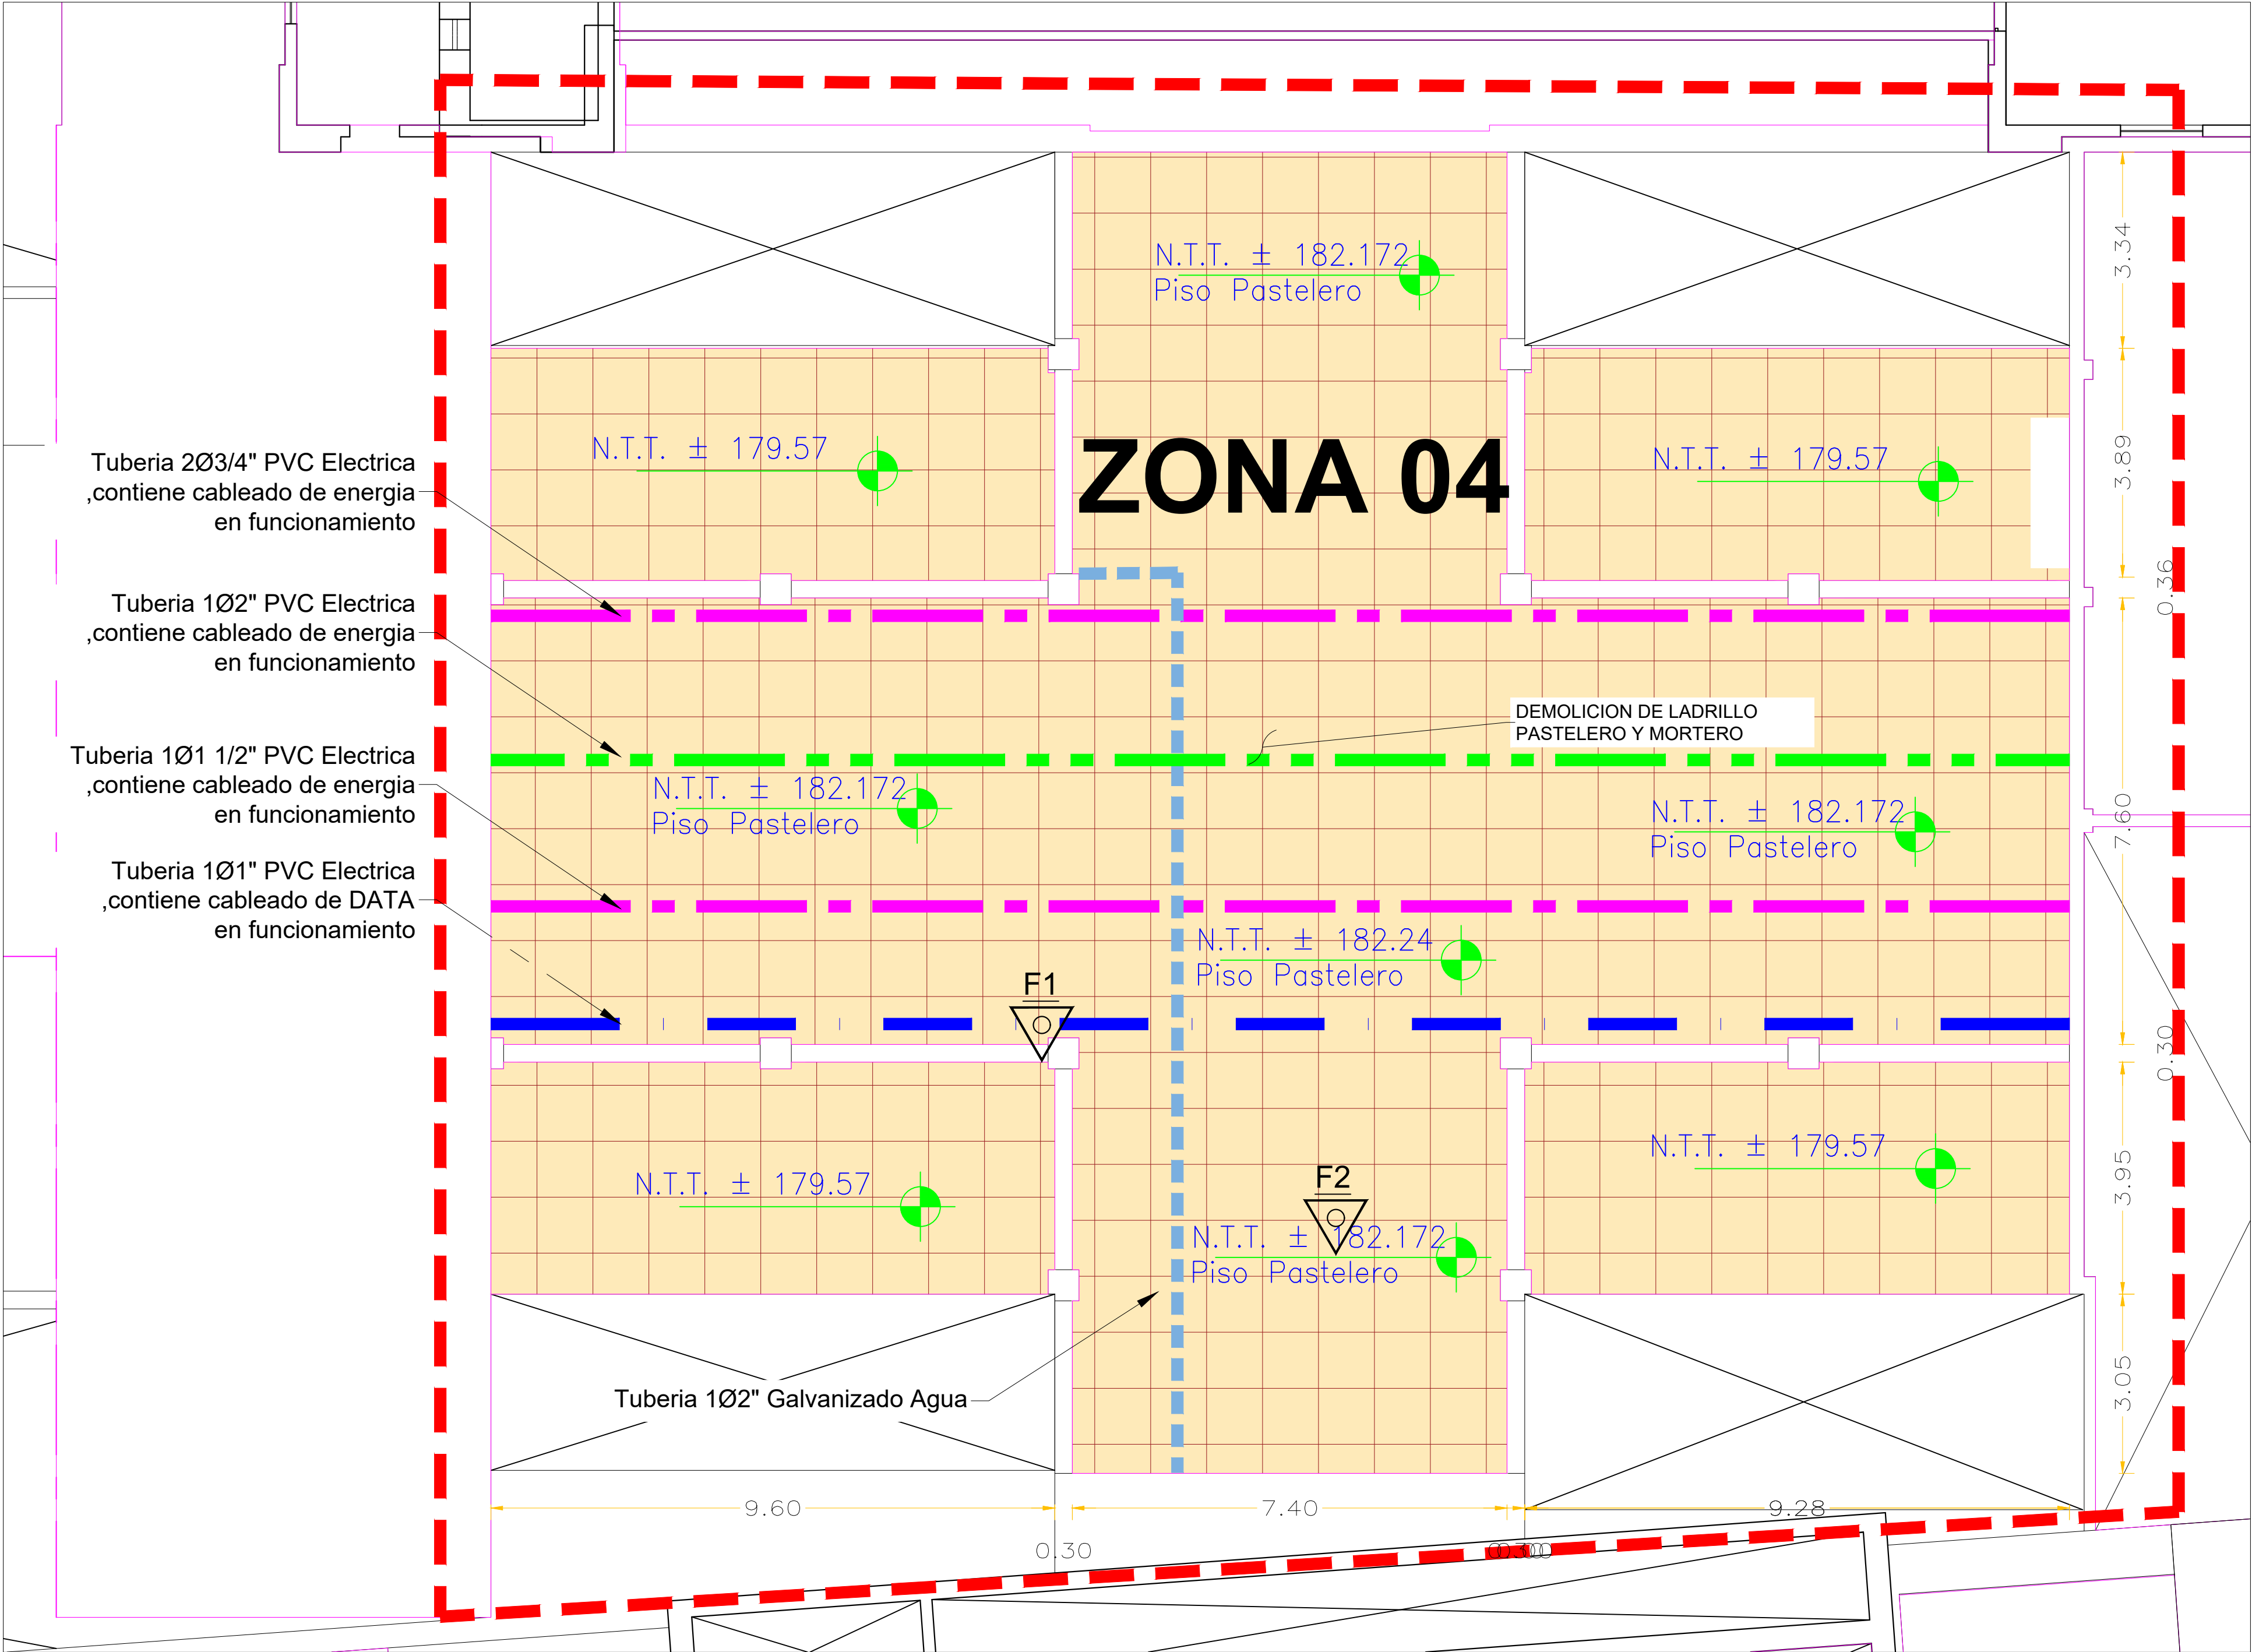 N.T.T. ± 182.172
Piso Pastelero
3.34
N.T.T. ± 179.57
ZONA 04
N.T.T. ± 179.57
3.89
Tuberia 2Ø3/4" PVC Electrica
,contiene cableado de energia
en funcionamiento
0.36
Tuberia 1Ø2" PVC Electrica
,contiene cableado de energia
en funcionamiento
DEMOLICION DE LADRILLO
PASTELERO Y MORTERO
Tuberia 1Ø1 1/2" PVC Electrica
,contiene cableado de energia
en funcionamiento
N.T.T. ± 182.172
Piso Pastelero
N.T.T. ± 182.172
Piso Pastelero
7.60
Tuberia 1Ø1" PVC Electrica
,contiene cableado de DATA
en funcionamiento
N.T.T. ± 182.24
Piso Pastelero
F1
0.30
N.T.T. ± 179.57
N.T.T. ± 179.57
3.95
F2
N.T.T. ± 182.172
Piso Pastelero
3.05
Tuberia 1Ø2" Galvanizado Agua
9.60
7.40
9.28
0.30